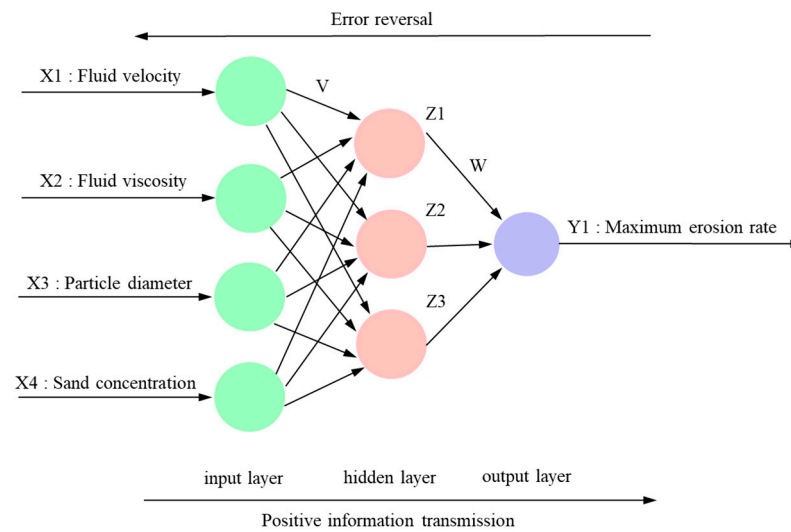 Error reversal
X1 : Fluid velocity
V
Z1
W
X2 : Fluid viscosity
Z2
Y1 : Maximum erosion rate
X3 : Particle diameter
Z3
X4 : Sand concentration
input layer
hidden layer
output layer
Positive information transmission